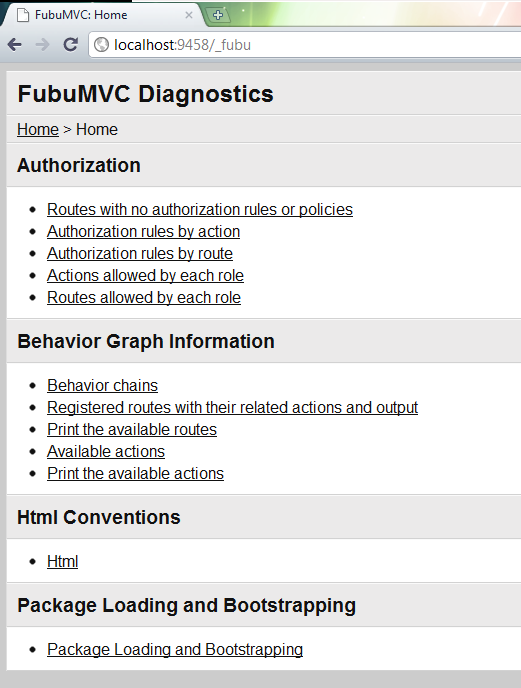 FubuMVC: Home
localhost:9458/_fubu
FubuMVC Diagnostics
Home > Home
Authorization
Routes with no authorization rules or policies
Authorization rules by action
Authorization rules by route
Actions allowed by each role
Routes allowed by each role
Behavior Graph Information
Behavior chains
Registered routes with their related actions and output
Print the available routes
Available actions
Print the available actions
Html Conventions
Html
Package Loading and Bootstrapping
Package Loading and Bootstrapping